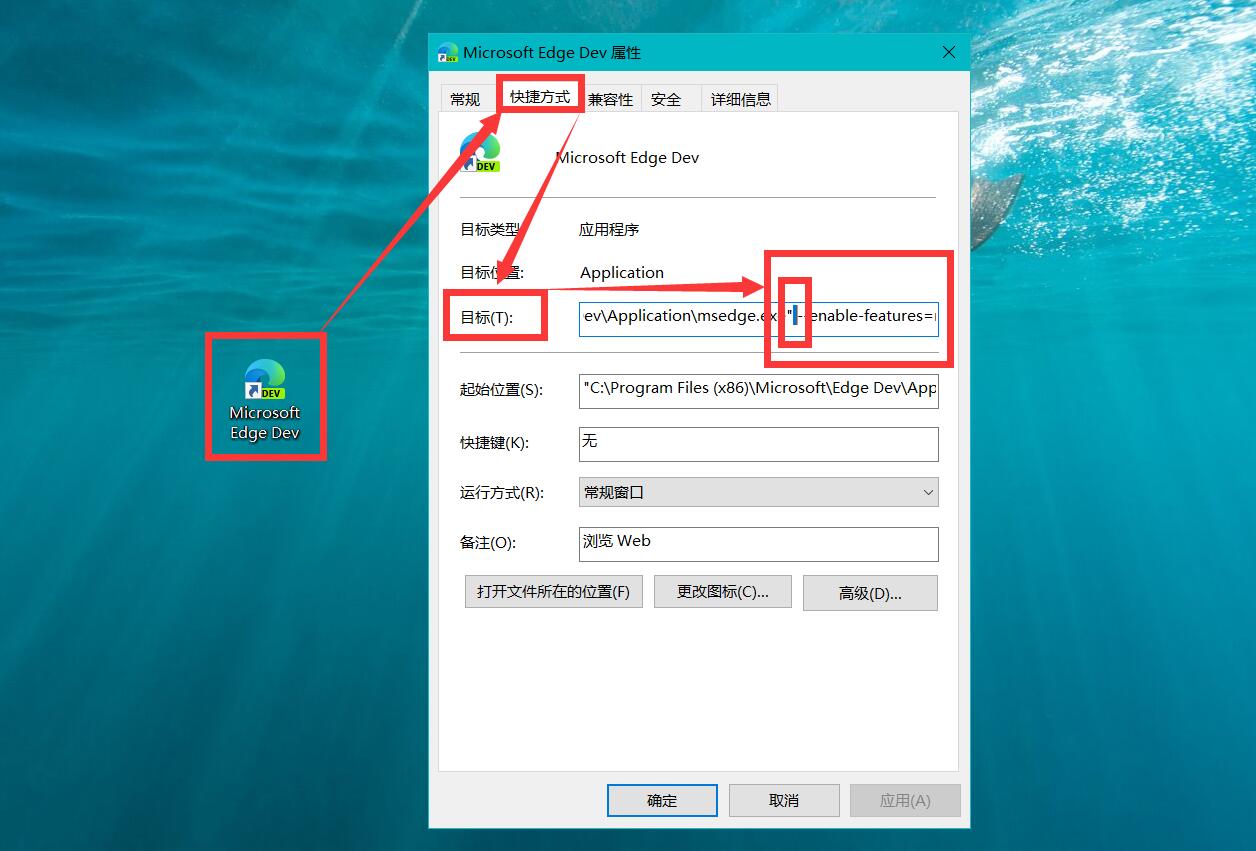 Microsoft Edge Dev 属性
常规 快捷方式 兼容性 安全 详细信息
DEV
Microsoft Edge Dev
目标类型 应用程序
目标位置: Application
目标(T): ev\Application\msedge.ex " --enable-features=
DEV
Microsoft
Edge Dev
起始位置(S): "C:\Program Files (x86)\Microsoft\Edge Dev\App
快捷键(K): 无
运行方式(R): 常规窗口
备注(O): 浏览 Web
打开文件所在的位置(F) 更改图标(C)... 高级(D)...
确定 取消 应用(A)